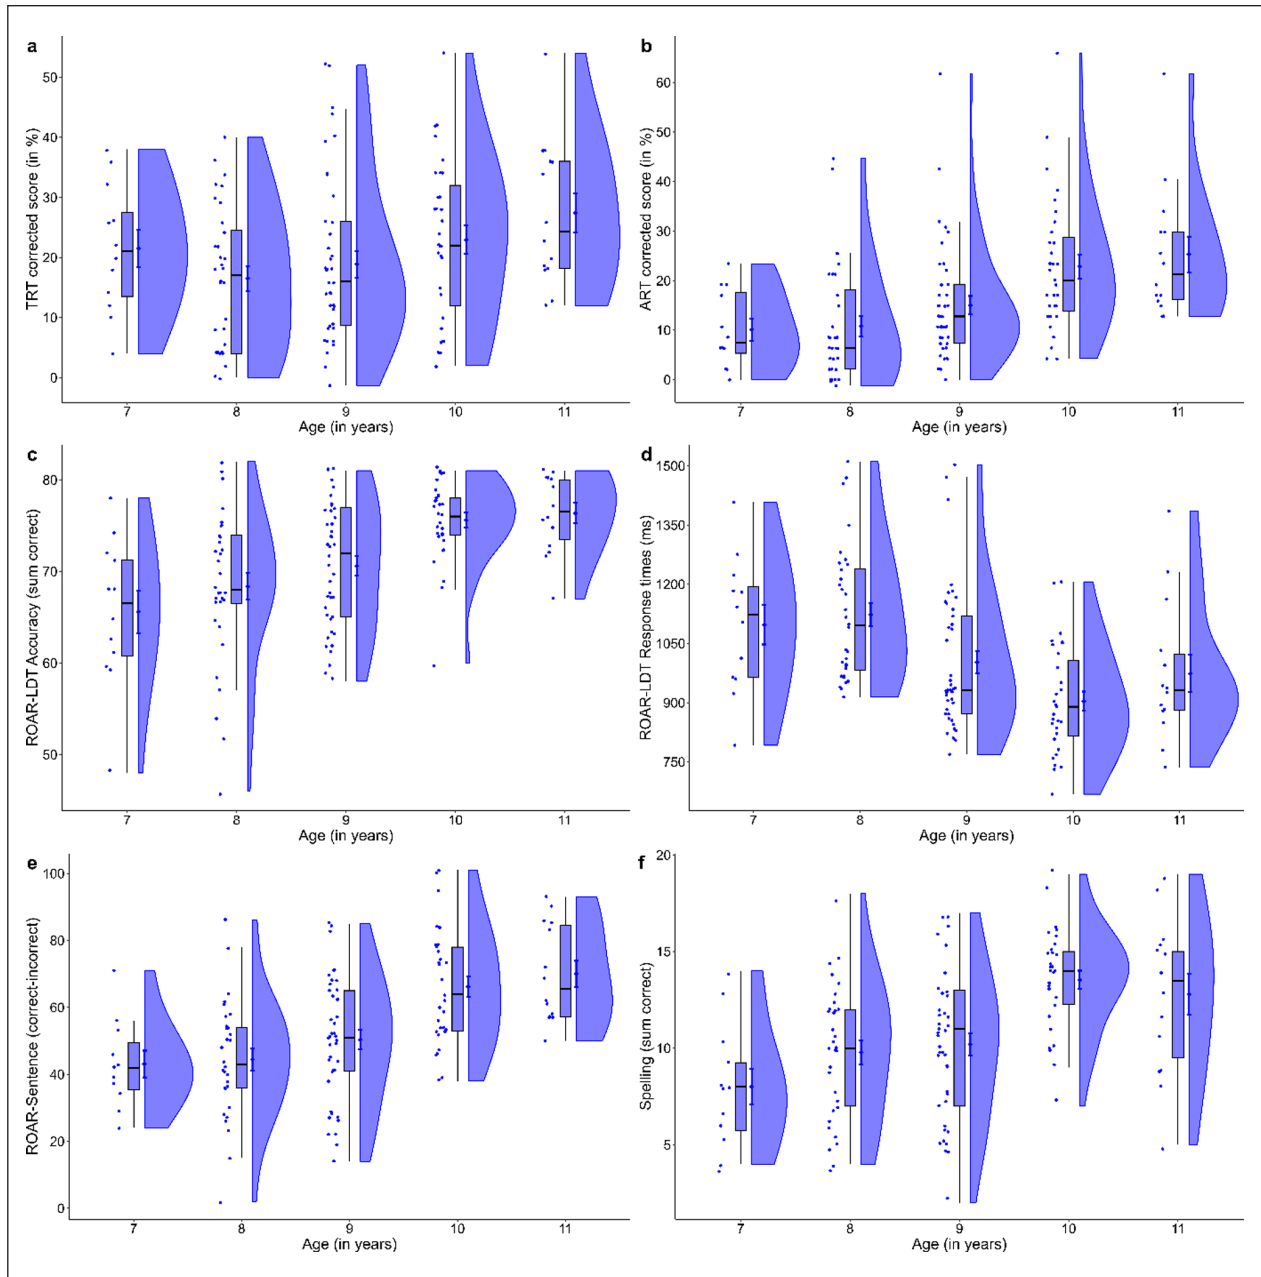 a
TRT corrected score (in %)
50
40
30
20
10
0
7 8 9 10 11
Age (in years)
b
ART corrected score (in %)
60
50
40
30
20
10
0
7 8 9 10 11
Age (in years)
c
ROAR-LDT Accuracy (sum correct)
80
70
60
50
7 8 9 10 11
Age (in years)
d
ROAR-LDT Response times (ms)
1500
1350
1200
1050
900
750
7 8 9 10 11
Age (in years)
e
ROAR-Sentence (correct-incorrect)
100
80
60
40
20
0
7 8 9 10 11
Age (in years)
f
Spelling (sum correct)
20
15
10
5
7 8 9 10 11
Age (in years)